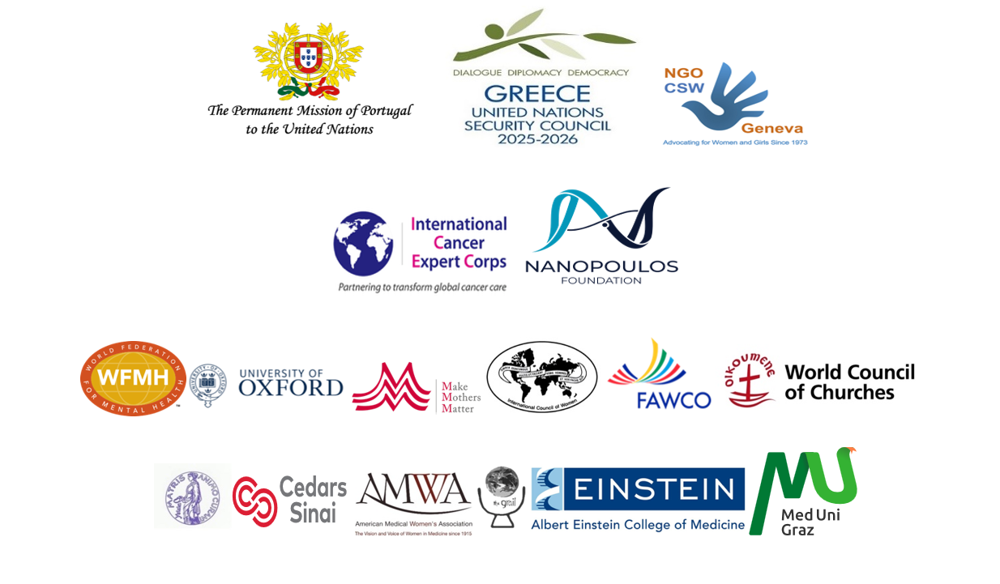 The Permanent Mission of Portugal
to the United Nations
DIALOGUE DIPLOMACY DEMOCRACY
GREECE
UNITED NATIONS
SECURITY COUNCIL
2025-2026
NGO
CSW
Geneva
Advocating for Women and Girls Since 1973
International
Cancer
Expert Corps
Partnering to transform global cancer care
NANOPOULOS
FOUNDATION
WORLD FEDERATION
WFMH
FOR MENTAL HEALTH
UNIVERSITY OF
OXFORD
Make
Mothers
Matter
International Council of Women
FAWCO
OIKOUMENE
World Council
of Churches
MATRIS ANIMO CURANT
Cedars
Sinai
AMWA
American Medical Women's Association
The Vision and Voice of Women in Medicine since 1915
the grail
EINSTEIN
Albert Einstein College of Medicine
Med Uni
Graz